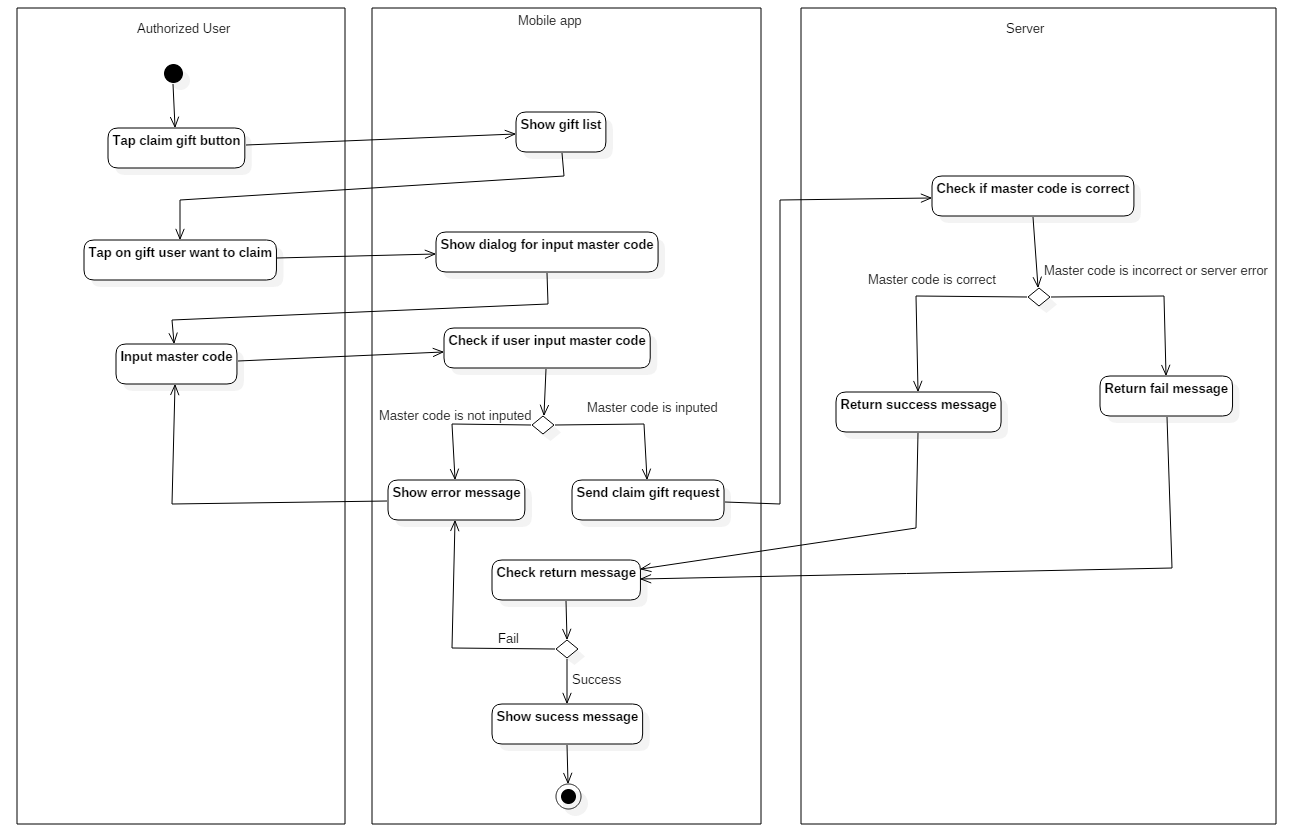 Authorized User
Mobile app
Server
Tap claim gift button
Show gift list
Check if master code is correct
Tap on gift user want to claim
Show dialog for input master code
Master code is correct
Master code is incorrect or server error
Input master code
Check if user input master code
Master code is not inputed
Master code is inputed
Return success message
Return fail message
Show error message
Send claim gift request
Check return message
Fail
Success
Show sucess message